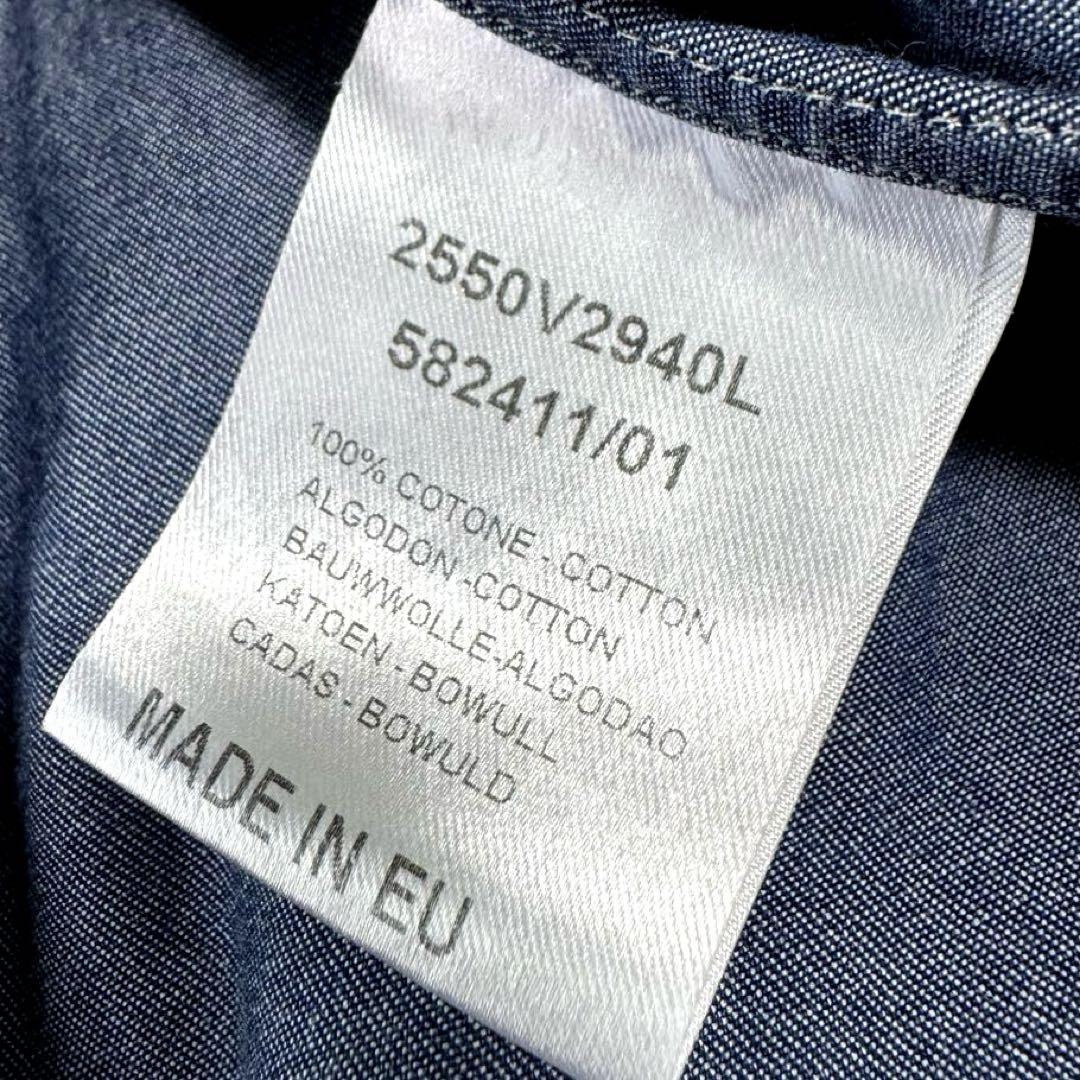 2550V2940L
582411/01
100% COTONE - COTTON
ALGODON -COTTON
BAUWWOLLE-ALGODAO
KATOEN - BOWULL
CADAS - BOWULD
MADE IN EU